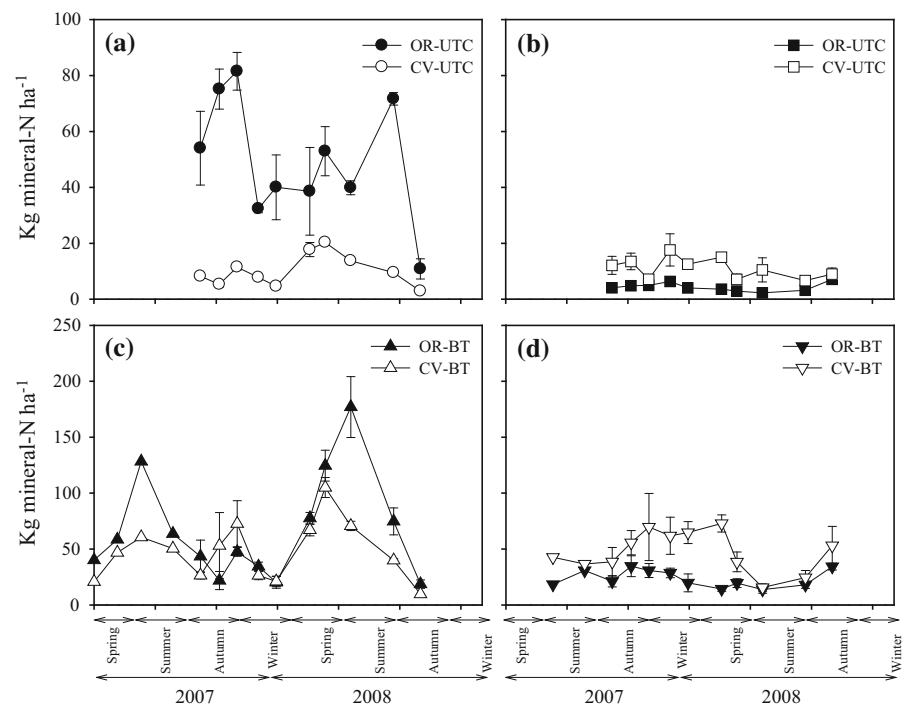 (a)
OR-UTC
CV-UTC
(b)
OR-UTC
CV-UTC
100
80
60
40
20
0
Kg mineral-N ha⁻¹
(c)
OR-BT
CV-BT
(d)
OR-BT
CV-BT
250
200
150
100
50
0
Kg mineral-N ha⁻¹
Spring
Summer
Autumn
Winter
Spring
Summer
Autumn
Winter
Spring
Summer
Autumn
Winter
Spring
Summer
Autumn
Winter
2007
2008
2007
2008